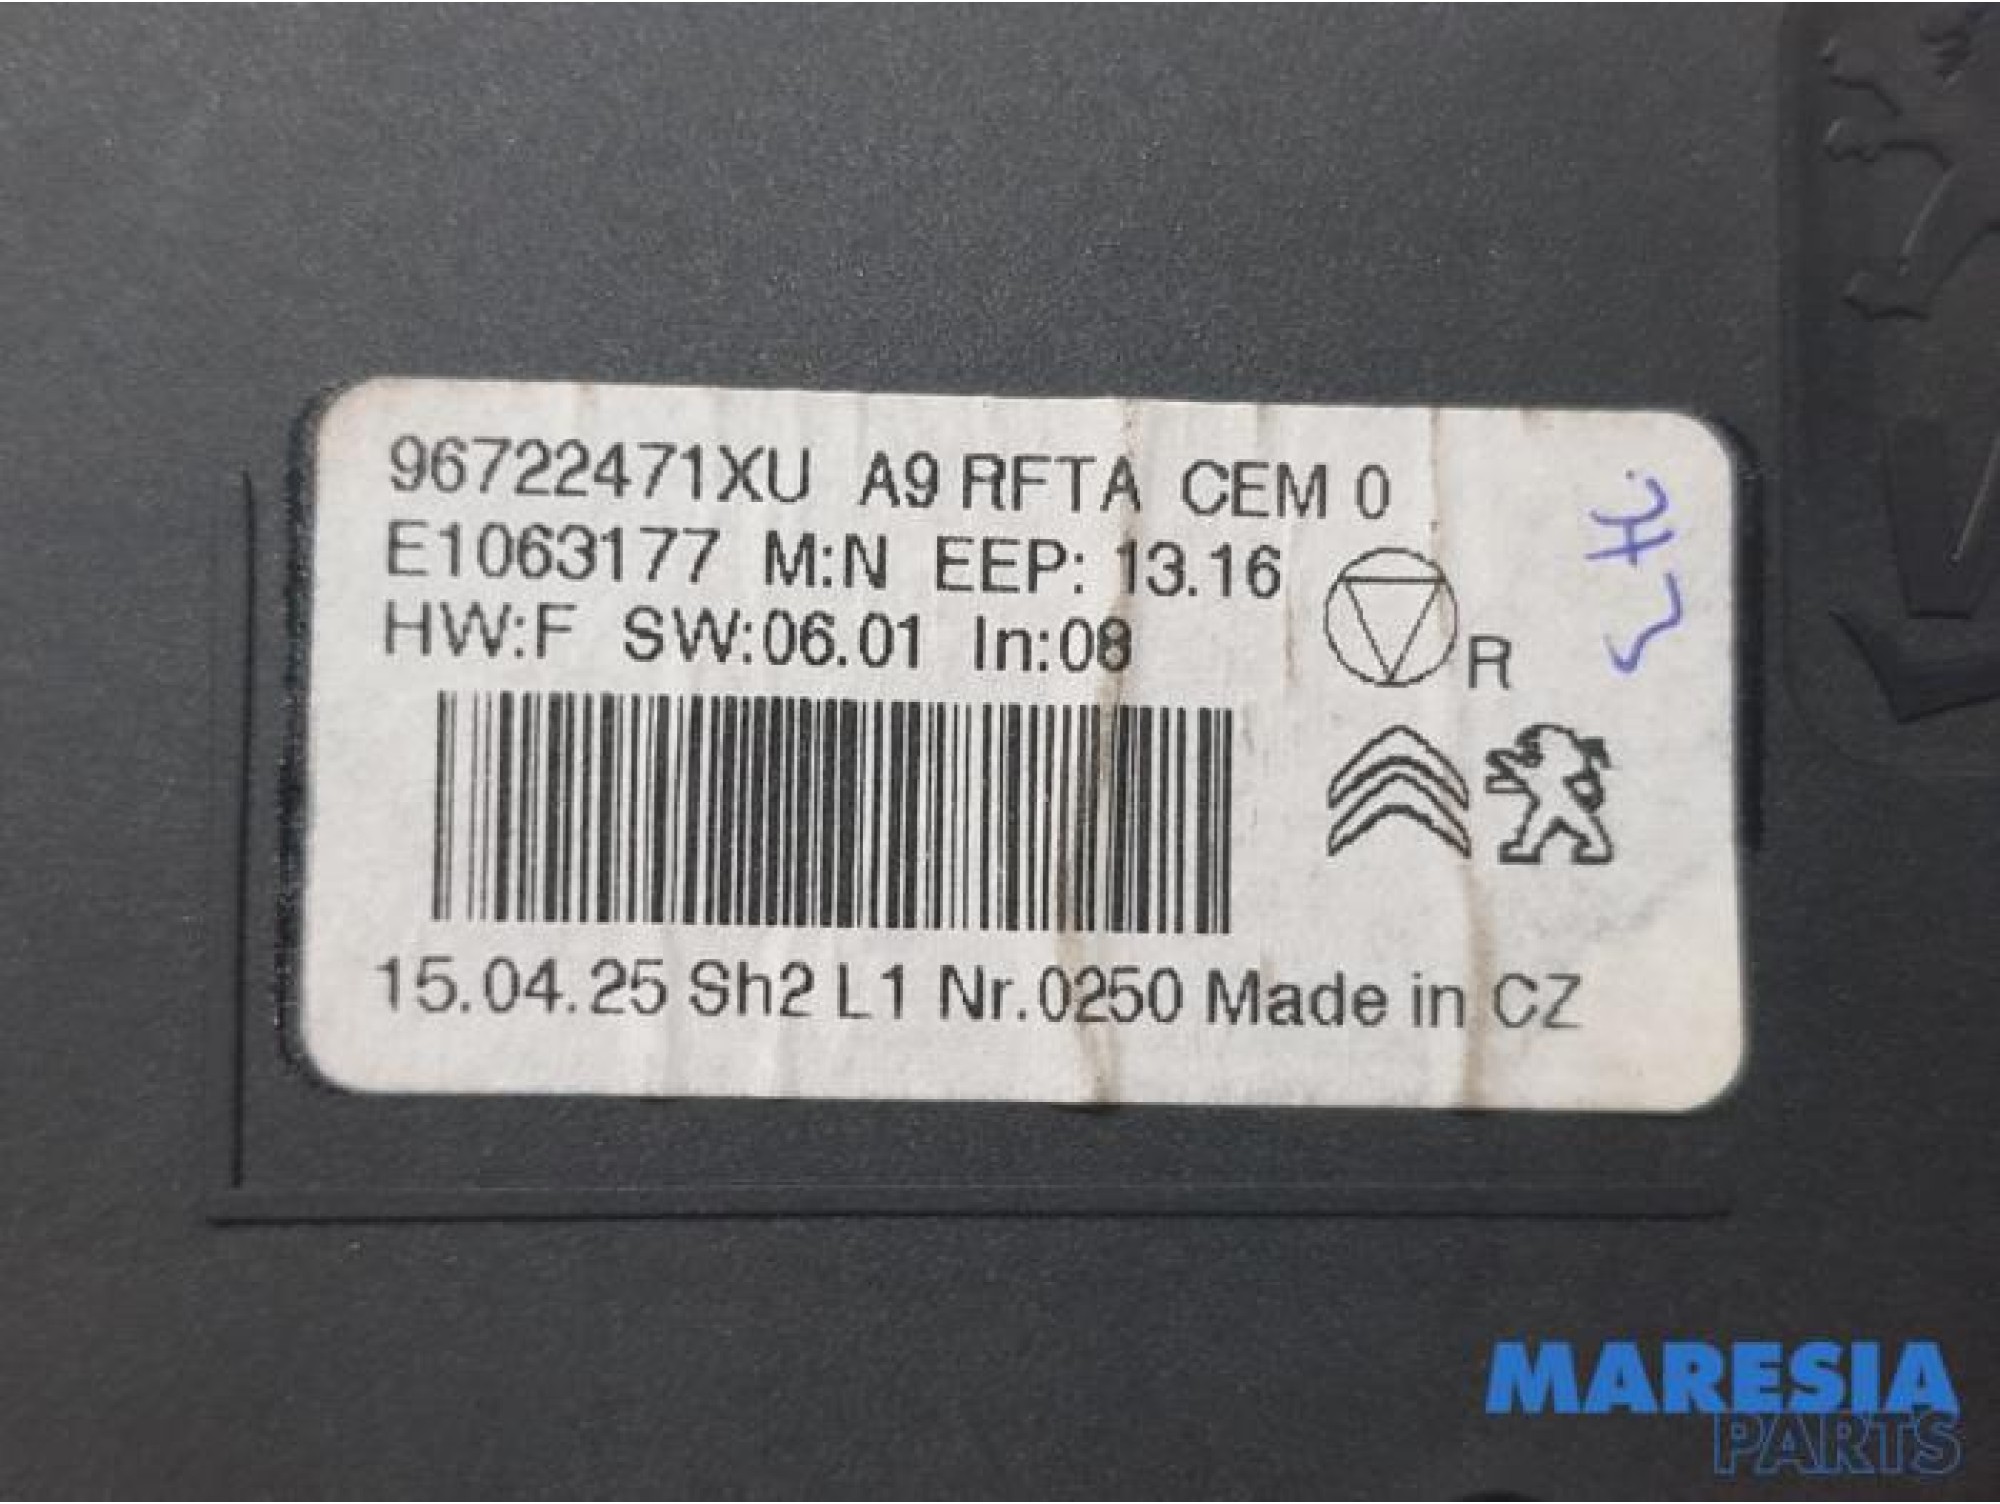 96722471XU A9 RFTA CEM 0
E1063177 M:N EEP: 13.16
HW:F SW:06.01 In:08
R
15.04.25 Sh2 L1 Nr.0250 Made in CZ
MARESIA
PARTS